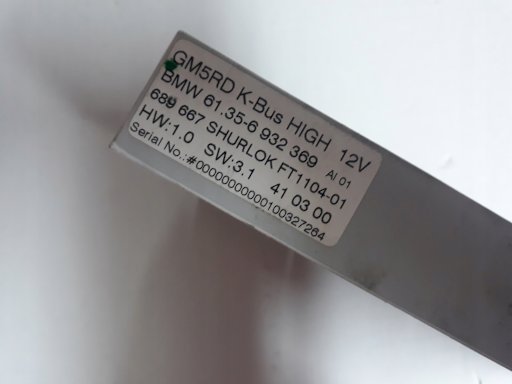 GM5RD K-Bus HIGH 12V
BMW 61.35-6 932 369 AI 01
689 667 SHURLOK FT1104-01
HW:1.0 SW:3.1 41 03 00
Serial No.:#00000000000100327264